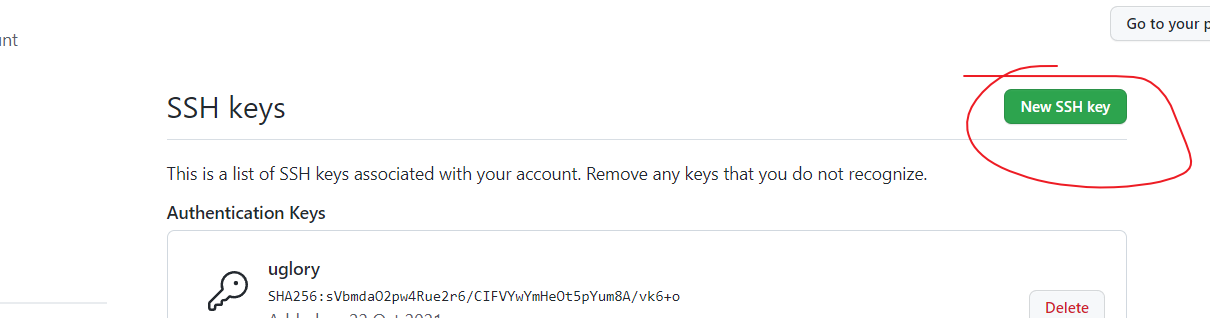 unt
Go to your p
SSH keys
New SSH key
This is a list of SSH keys associated with your account. Remove any keys that you do not recognize.
Authentication Keys
uglory
SHA256:sVbmdaO2pw4Rue2r6/CIFVYwYmHeOt5pYum8A/vk6+o
Delete